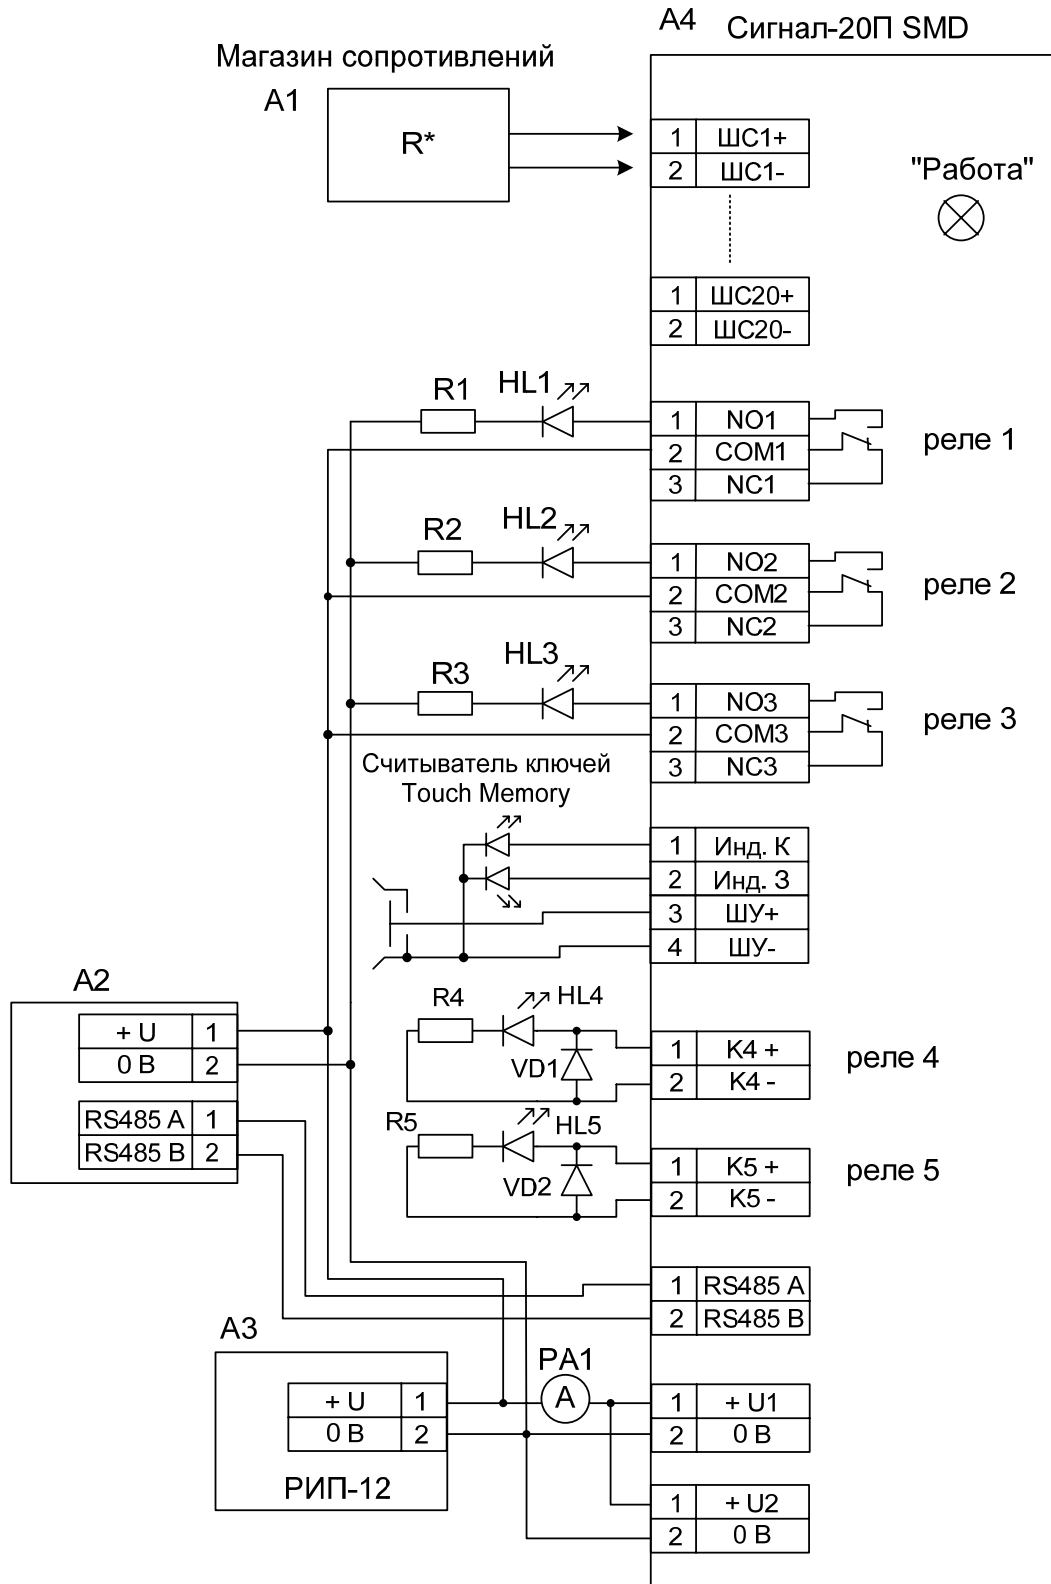 A4
Сигнал-20П SMD
Магазин сопротивлений
A1
R*
1 ШС1+
2 ШС1-
"Работа"
1 ШС20+
2 ШС20-
R1
HL1
1 NO1
2 COM1
3 NC1
реле 1
R2
HL2
1 NO2
2 COM2
3 NC2
реле 2
R3
HL3
1 NO3
2 COM3
3 NC3
реле 3
Считыватель ключей
Touch Memory
1 Инд. К
2 Инд. З
3 ШУ+
4 ШУ-
A2
+ U 1
0 В 2
RS485 A 1
RS485 B 2
R4
HL4
VD1
1 K4 +
2 K4 -
реле 4
R5
HL5
VD2
1 K5 +
2 K5 -
реле 5
1 RS485 A
2 RS485 B
A3
+ U 1
0 В 2
РИП-12
PA1
A
1 + U1
2 0 В
1 + U2
2 0 В